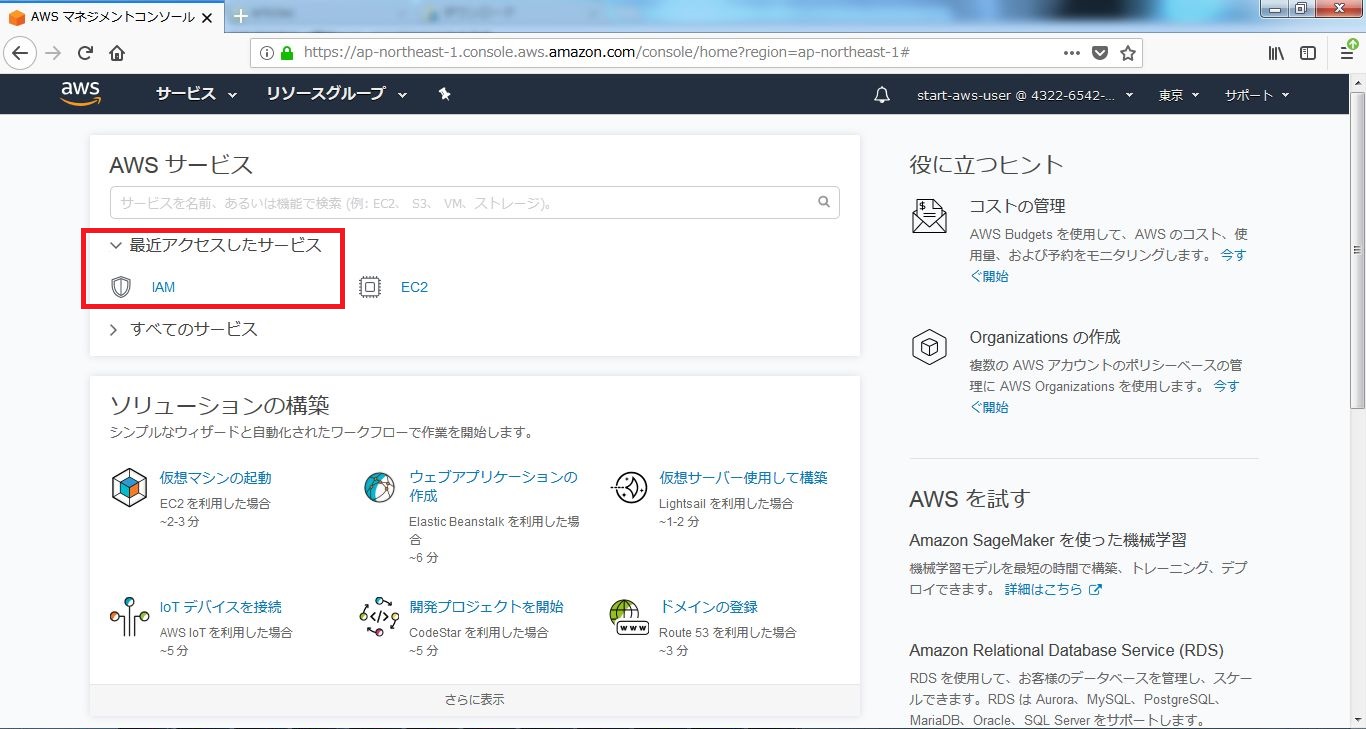 AWS マネジメントコンソール
https://ap-northeast-1.console.aws.amazon.com/console/home?region=ap-northeast-1#
aws
サービス
リソースグループ
start-aws-user @ 4322-6542-...
東京
サポート
AWS サービス
サービスを名前、あるいは機能で検索 (例: EC2、 S3、 VM、ストレージ)。
最近アクセスしたサービス
IAM
EC2
すべてのサービス
ソリューションの構築
シンプルなウィザードと自動化されたワークフローで作業を開始します。
仮想マシンの起動
EC2 を利用した場合
~2-3 分
ウェブアプリケーションの
作成
Elastic Beanstalk を利用した場
合
~6 分
仮想サーバー使用して構築
Lightsail を利用した場合
~1-2 分
IoT デバイスを接続
AWS IoT を利用した場合
~5 分
開発プロジェクトを開始
CodeStar を利用した場合
~5 分
ドメインの登録
Route 53 を利用した場合
~3 分
さらに表示
役に立つヒント
コストの管理
AWS Budgets を使用して、AWS のコスト、使
用量、および予約をモニタリングします。 今す
ぐ開始
Organizations の作成
複数の AWS アカウントのポリシーベースの管
理に AWS Organizations を使用します。 今す
ぐ開始
AWS を試す
Amazon SageMaker を使った機械学習
機械学習モデルを最短の時間で構築、トレーニング、デプ
ロイできます。 詳細はこちら
Amazon Relational Database Service (RDS)
RDS を使用して、お客様のデータベースを管理し、スケー
ルできます。RDS は Aurora、MySQL、PostgreSQL、
MariaDB、Oracle、SQL Server をサポートします。